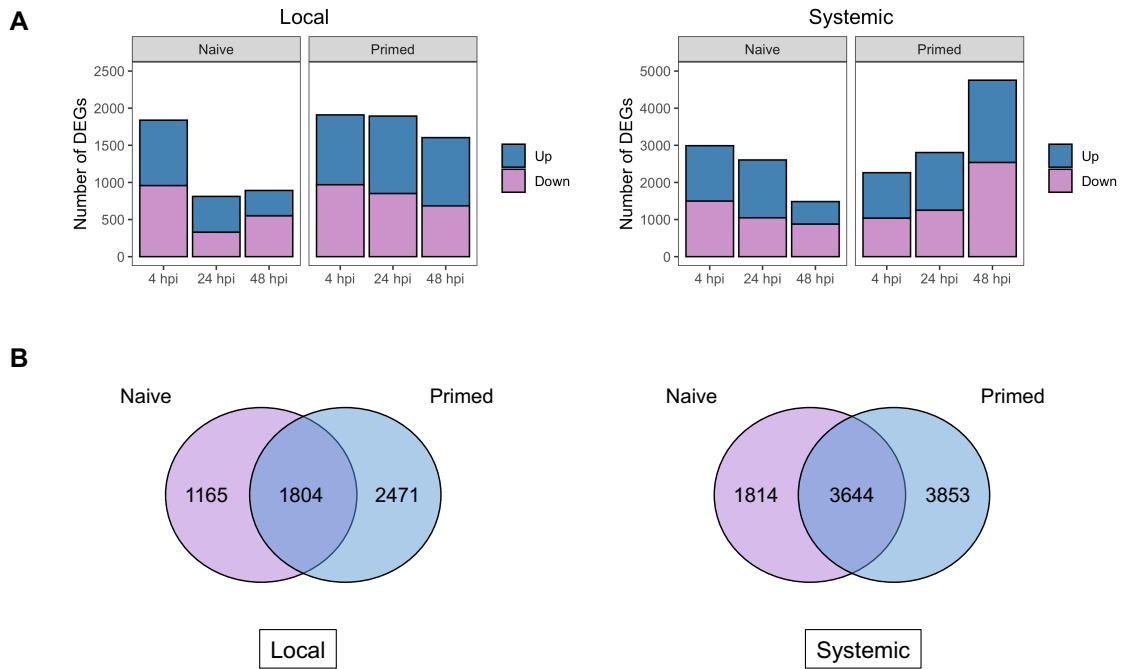 A
Local
Naive
Primed
Number of DEGs
2500
2000
1500
1000
500
0
4 hpi
24 hpi
48 hpi
4 hpi
24 hpi
48 hpi
Up
Down
Systemic
Naive
Primed
Number of DEGs
5000
4000
3000
2000
1000
0
4 hpi
24 hpi
48 hpi
4 hpi
24 hpi
48 hpi
Up
Down
B
Naive
Primed
1165
1804
2471
Local
Naive
Primed
1814
3644
3853
Systemic